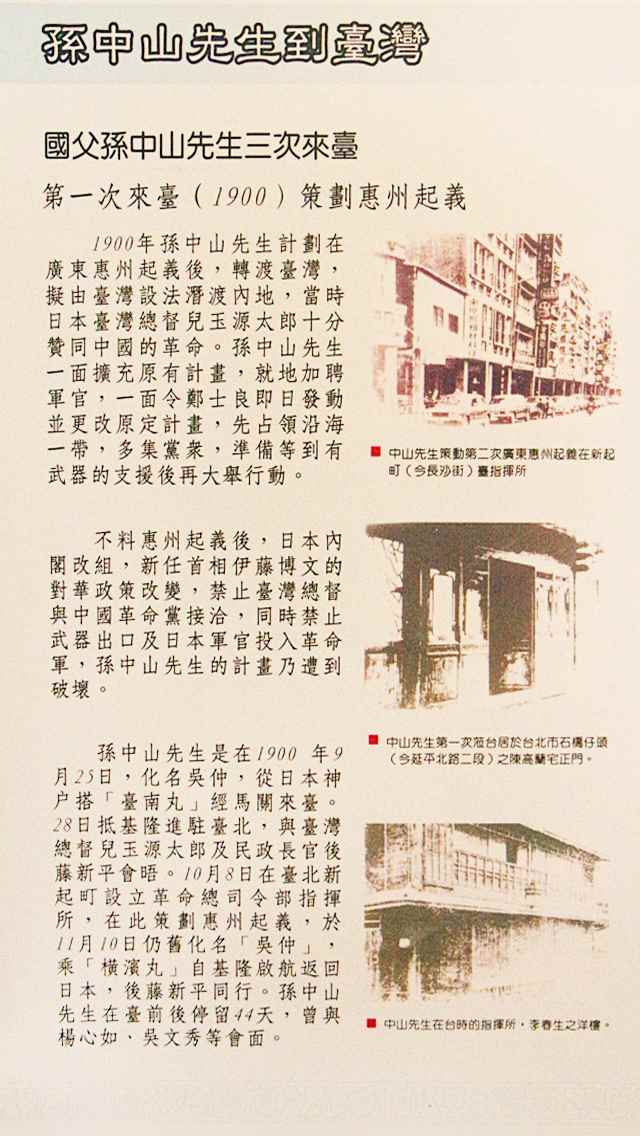 孫中山先生到臺灣
國父孫中山先生三次來臺
第一次來臺（1900）策劃惠州起義
1900年孫中山先生計劃在
廣東惠州起義後，轉渡臺灣，
擬由臺灣設法潛渡內地，當時
日本臺灣總督兒玉源太郎十分
贊同中國的革命。孫中山先生
一面擴充原有計畫，就地加聘
軍官，一面令鄭士良即日發動
並更改原定計畫，先占領沿海
一帶，多集黨眾，準備等到有
武器的支援後再大舉行動。
不料惠州起義後，日本內
閣改組，新任首相伊藤博文的
對華政策改變，禁止臺灣總督
與中國革命黨接洽，同時禁止
武器出口及日本軍官投入革命
軍，孫中山先生的計畫乃遭到
破壞。
孫中山先生是在1900 年9
月25日，化名吳仲，從日本神
户搭「臺南丸」經馬關來臺。
28日抵基隆進駐臺北，與臺灣
總督兒玉源太郎及民政長官後
藤新平會晤。10月8日在臺北新
起町設立革命總司令部指揮
所，在此策劃惠州起義，於
11月10日仍舊化名「吳仲」，
乘「橫濱丸」自基隆啟航返回
日本，後藤新平同行。孫中山
先生在臺前後停留44天，曾與
楊心如、吳文秀等會面。
中山先生策動第二次廣東惠州起義在新起
町（今長沙街）臺指揮所
中山先生第一次蒞台居於台北市石橋仔頭
（今延平北路二段）之陳高蘭宅正門。
中山先生在台時的指揮所，李春生之洋樓。